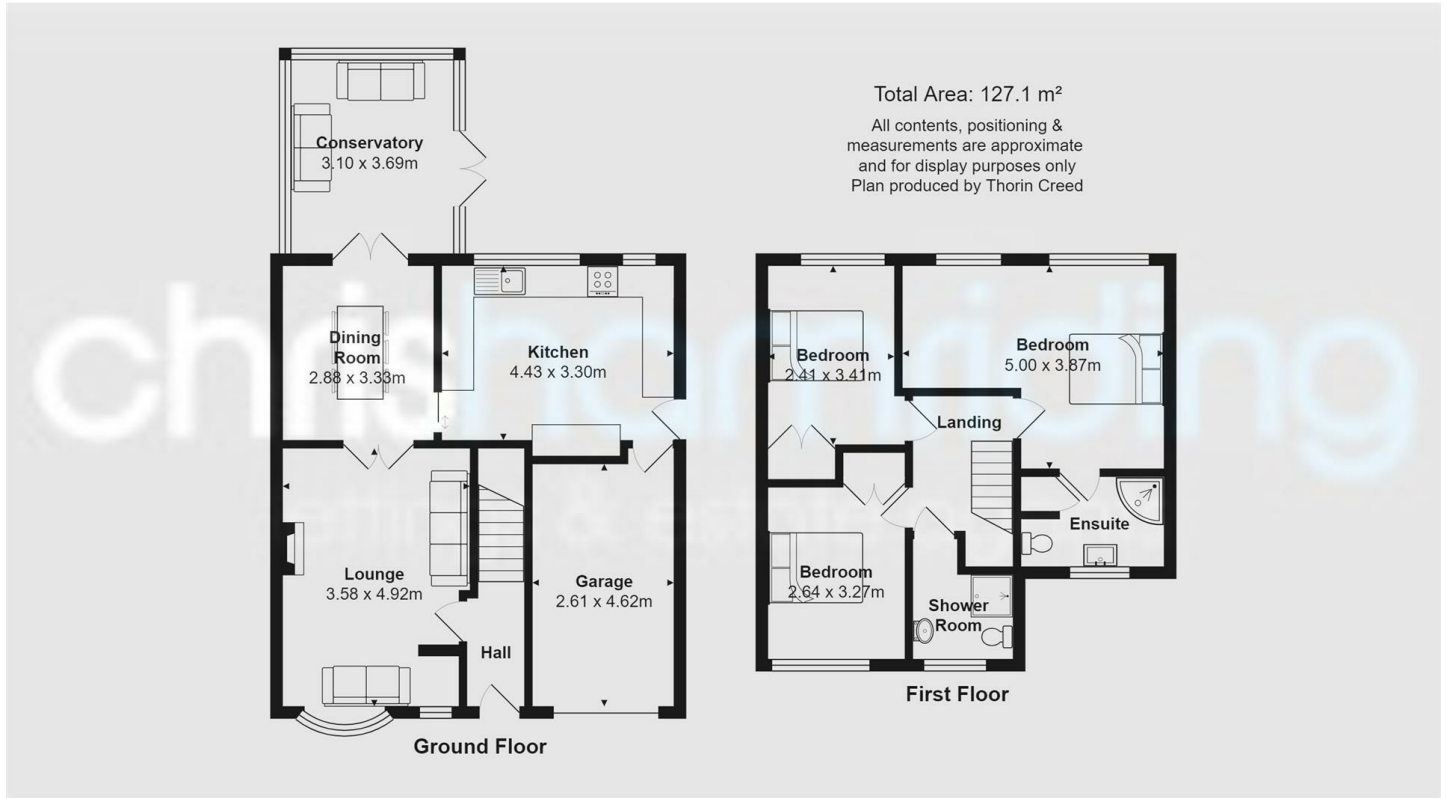 Total Area: 127.1 m²
All contents, positioning &
measurements are approximate
and for display purposes only
Plan produced by Thorin Creed
Conservatory
3.10 x 3.69m
Dining
Room
2.88 x 3.33m
Kitchen
4.43 x 3.30m
Lounge
3.58 x 4.92m
Hall
Garage
2.61 x 4.62m
Ground Floor
Bedroom
2.41 x 3.41m
Bedroom
5.00 x 3.87m
Landing
Ensuite
Bedroom
2.64 x 3.27m
Shower
Room
First Floor